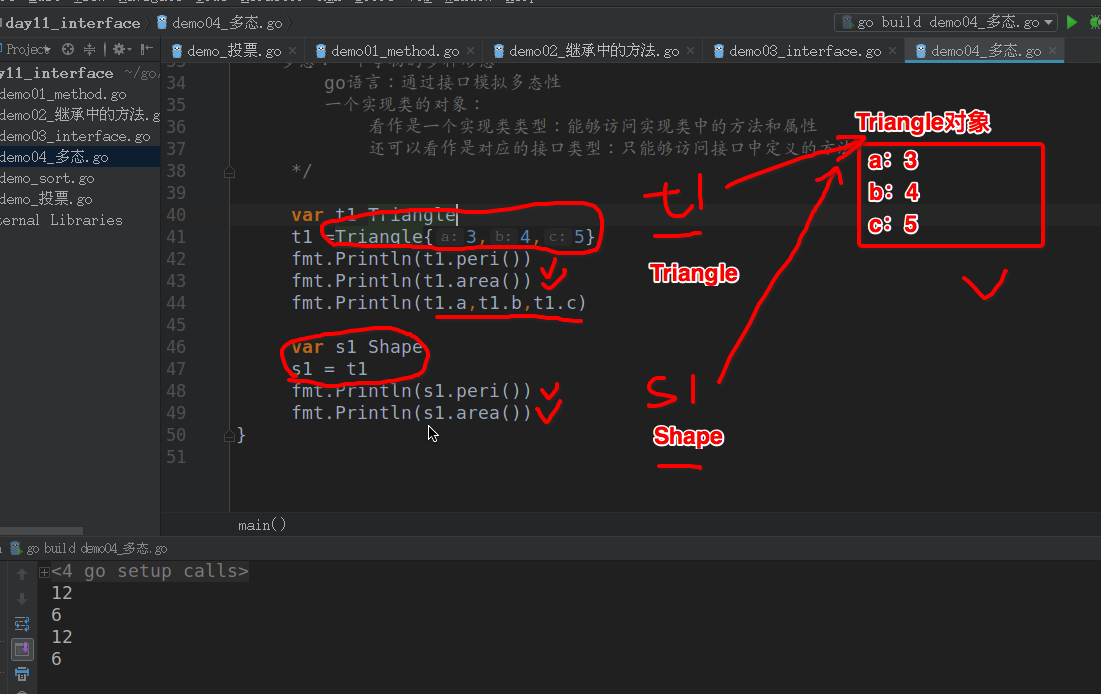 day11_interface
demo04_多态.go
go build demo04_多态.go
Project
demo_投票.go
demo01_method.go
demo02_继承中的方法.go
demo03_interface.go
demo04_多态.go
y11_interface ~/go/
demo01_method.go
demo02_继承中的方法.g
demo03_interface.go
demo04_多态.go
demo_sort.go
demo_投票.go
ternal Libraries
34 go语言：通过接口模拟多态性
35 一个实现类的对象：
36 看作是一个实现类类型：能够访问实现类中的方法和属性
37 还可以看作是对应的接口类型：只能够访问接口中定义的方法
38 */
39
40 var t1 Triangle
41 t1 =Triangle{ a: 3, b: 4, c: 5}
42 fmt.Println(t1.peri())
43 fmt.Println(t1.area())
44 fmt.Println(t1.a,t1.b,t1.c)
45
46 var s1 Shape
47 s1 = t1
48 fmt.Println(s1.peri())
49 fmt.Println(s1.area())
50 }
51
Triangle对象
a: 3
b: 4
c: 5
t1
Triangle
s1
Shape
main()
go build demo04_多态.go
<4 go setup calls>
12
6
12
6